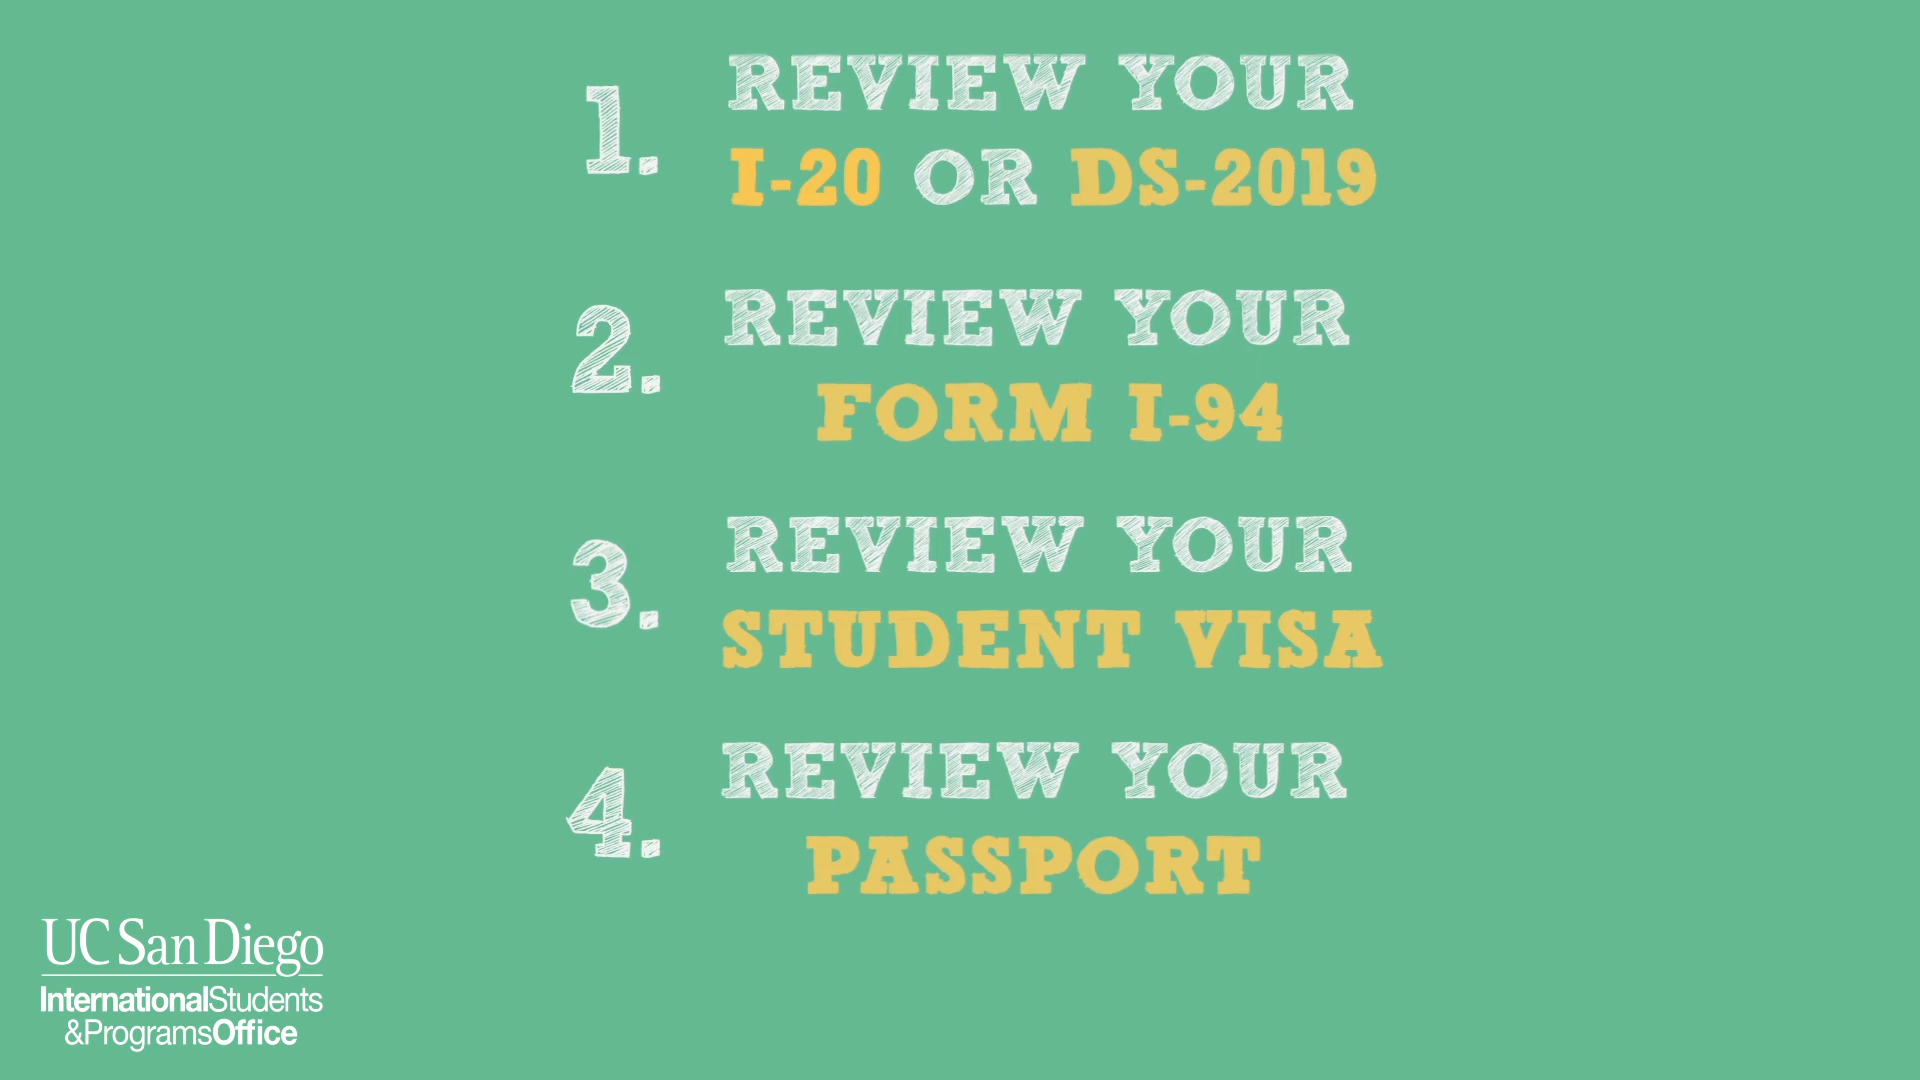 1. REVIEW YOUR
I-20 OR DS-2019
2. REVIEW YOUR
FORM I-94
3. REVIEW YOUR
STUDENT VISA
4. REVIEW YOUR
PASSPORT
UC San Diego
InternationalStudents
&ProgramsOffice